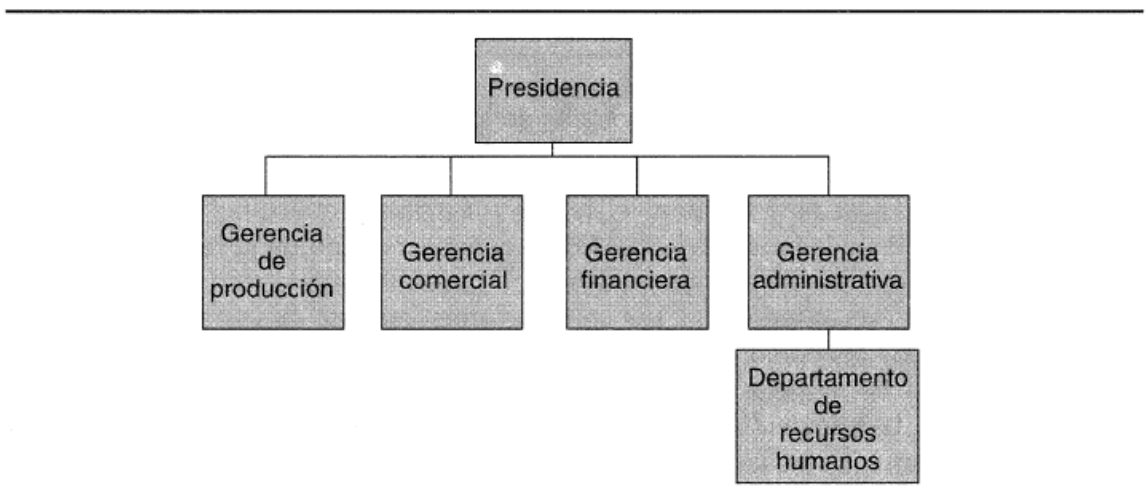 Presidencia
Gerencia
de
producción
Gerencia
comercial
Gerencia
financiera
Gerencia
administrativa
Departamento
de
recursos
humanos